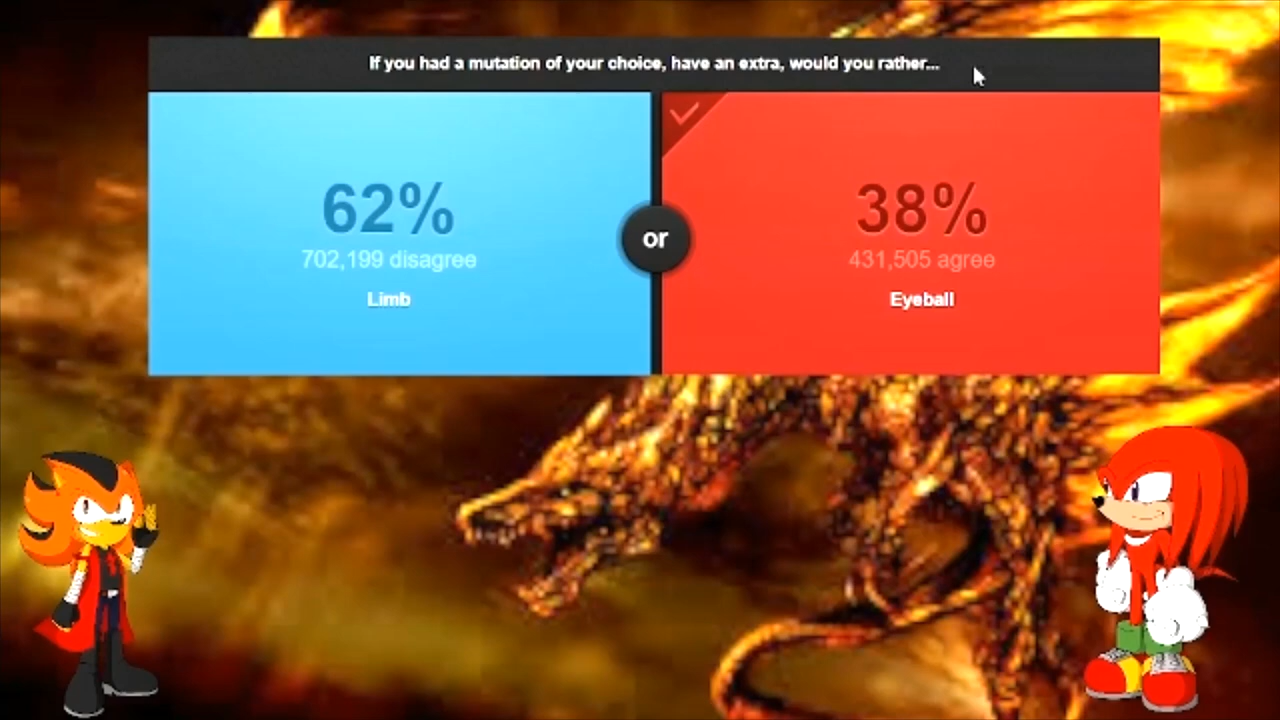 If you had a mutation of your choice, have an extra, would you rather...
62%
702,199 disagree
Limb
or
38%
431,505 agree
Eyeball